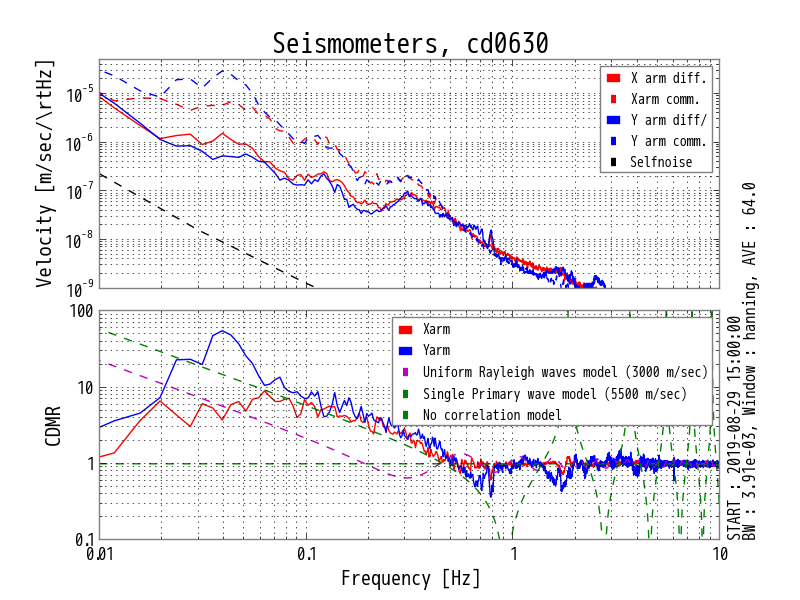 Seismometers, cd0630
Velocity [m/sec/\rtHz]
10-5
10-6
10-7
10-8
10-9
X arm diff.
Xarm comm.
Y arm diff/
Y arm comm.
Selfnoise
CDMR
100
10
1
0.1
Xarm
Yarm
Uniform Rayleigh waves model (3000 m/sec)
Single Primary wave model (5500 m/sec)
No correlation model
0.01
0.1
1
10
Frequency [Hz]
START : 2019-08-29 15:00:00
BW : 3.91e-03, Window : hanning, AVE : 64.0